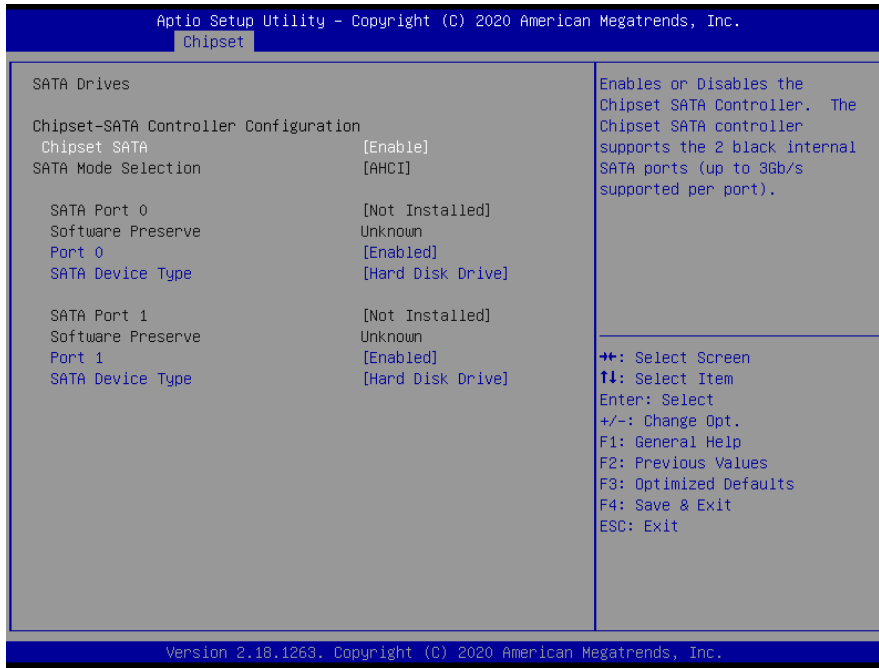 Aptio Setup Utility – Copyright (C) 2020 American Megatrends, Inc.
Chipset
SATA Drives
Chipset-SATA Controller Configuration
Chipset SATA [Enable]
SATA Mode Selection [AHCI]
SATA Port 0 [Not Installed]
Software Preserve Unknown
Port 0 [Enabled]
SATA Device Type [Hard Disk Drive]
SATA Port 1 [Not Installed]
Software Preserve Unknown
Port 1 [Enabled]
SATA Device Type [Hard Disk Drive]
Enables or Disables the
Chipset SATA Controller. The
Chipset SATA controller
supports the 2 black internal
SATA ports (up to 3Gb/s
supported per port).
→←: Select Screen
↑↓: Select Item
Enter: Select
+/-: Change Opt.
F1: General Help
F2: Previous Values
F3: Optimized Defaults
F4: Save & Exit
ESC: Exit
Version 2.18.1263. Copyright (C) 2020 American Megatrends, Inc.